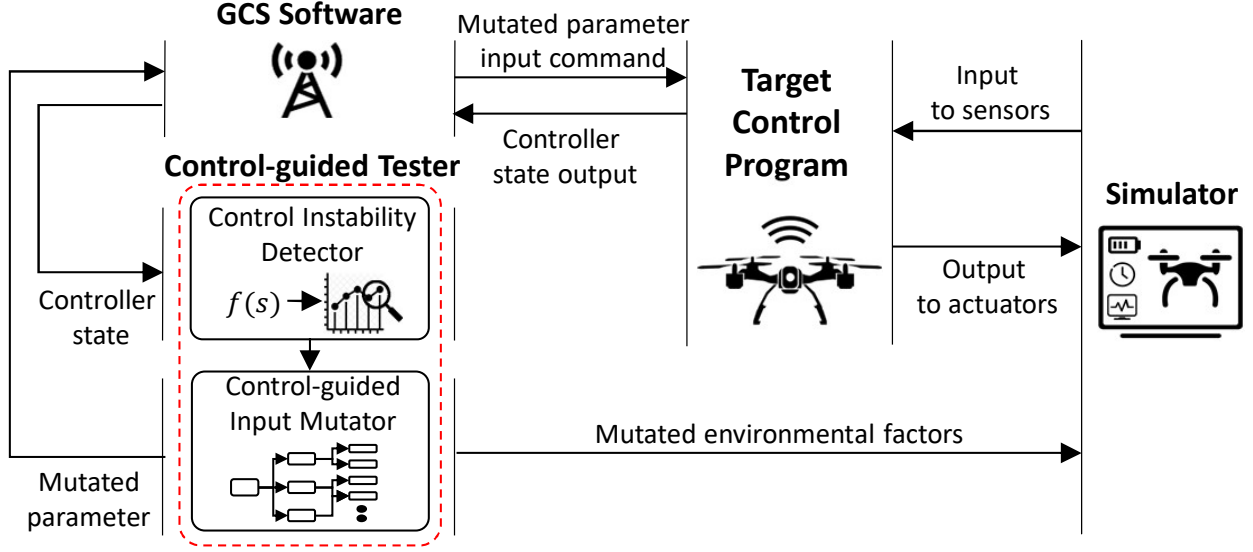 GCS Software
Mutated parameter
input command
Target
Control
Program
Input
to sensors
Controller
state output
Control-guided Tester
Simulator
Control Instability
Detector
f(s)
Controller
state
Output
to actuators
Control-guided
Input Mutator
Mutated environmental factors
Mutated
parameter